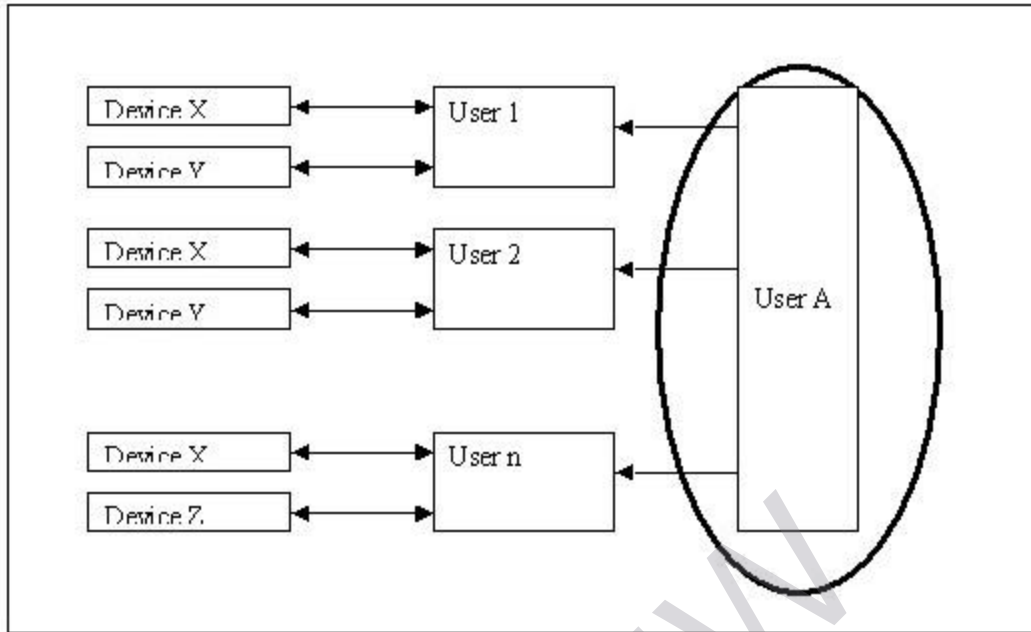 Device X
User 1
Device Y
Device X
User 2
Device Y
User A
Device X
User n
Device Z